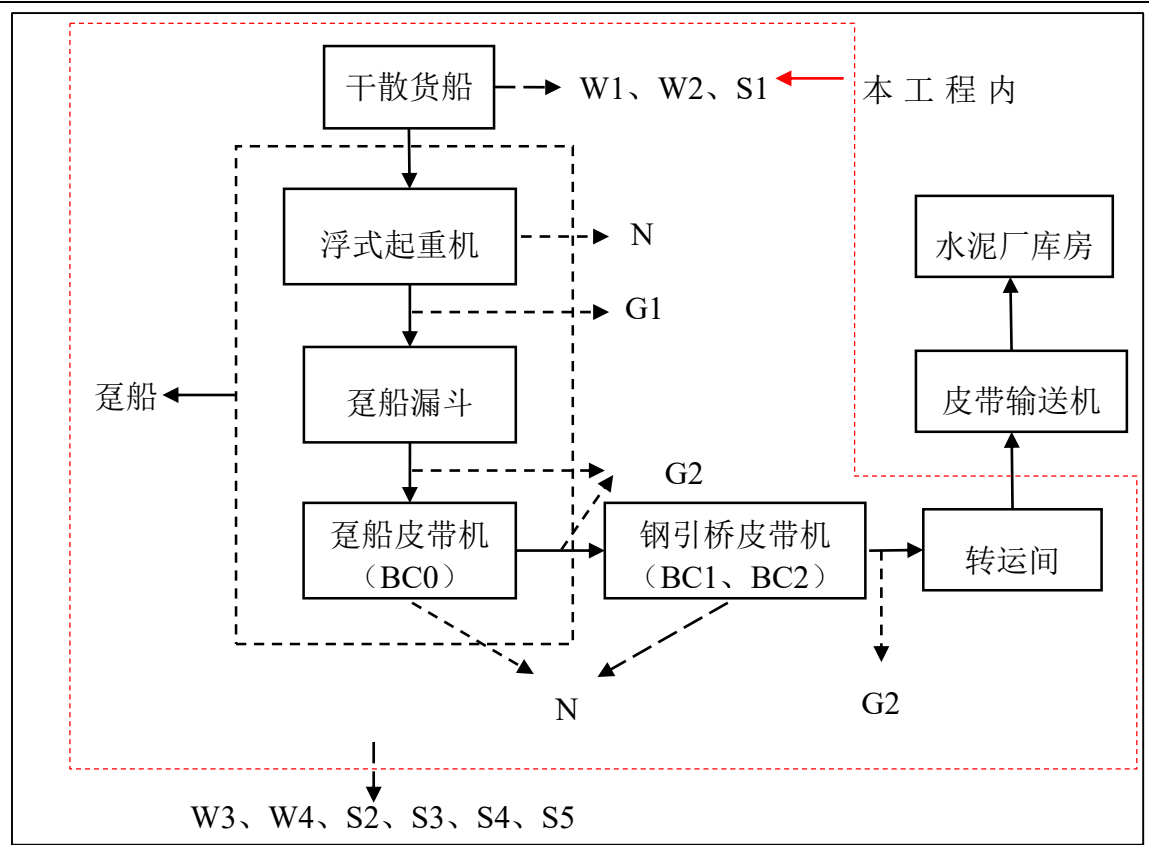 干散货船
W1、W2、S1
本工程内
浮式起重机
N
水泥厂库房
G1
趸船
趸船漏斗
皮带输送机
G2
趸船皮带机
（BC0）
钢引桥皮带机
（BC1、BC2）
转运间
N
G2
W3、W4、S2、S3、S4、S5